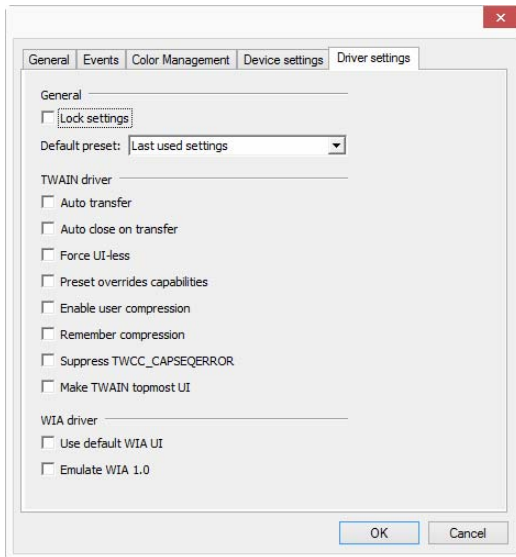 General Events Color Management Device settings Driver settings
General
Lock settings
Default preset: Last used settings
TWAIN driver
Auto transfer
Auto close on transfer
Force UI-less
Preset overrides capabilities
Enable user compression
Remember compression
Suppress TWCC_CAPSEQERROR
Make TWAIN topmost UI
WIA driver
Use default WIA UI
Emulate WIA 1.0
OK Cancel